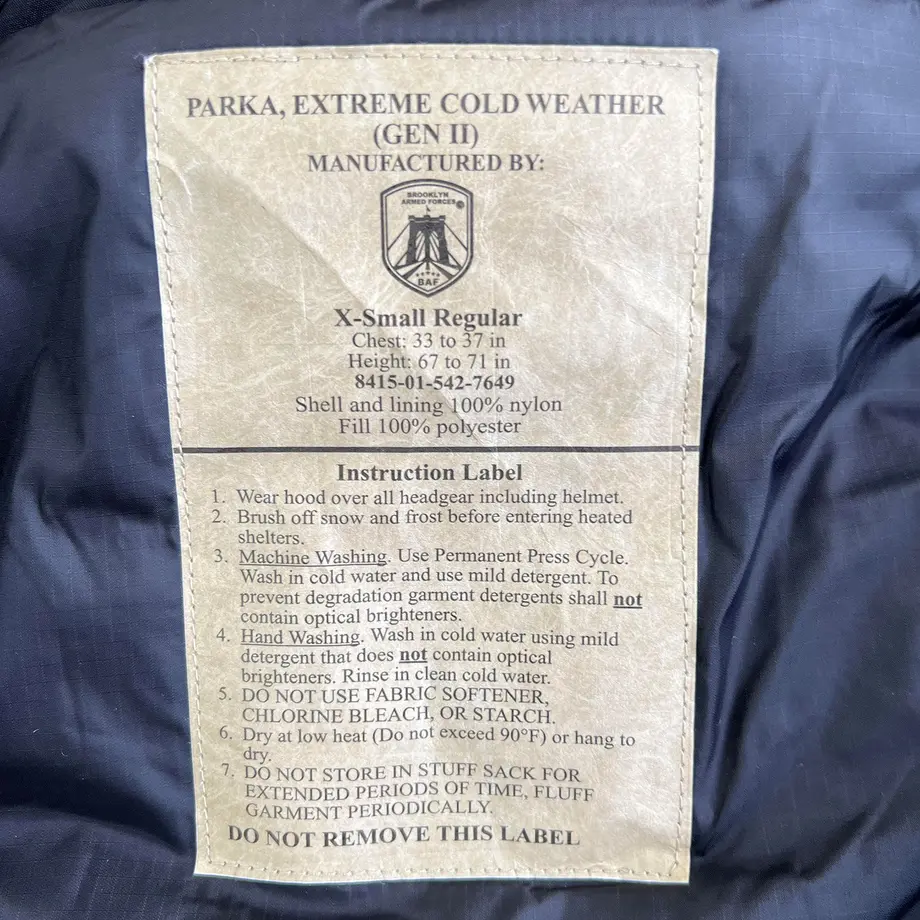 PARKA, EXTREME COLD WEATHER
(GEN II)
MANUFACTURED BY:
BROOKLYN
ARMED FORCES
BAF
X-Small Regular
Chest: 33 to 37 in
Height: 67 to 71 in
8415-01-542-7649
Shell and lining 100% nylon
Fill 100% polyester
Instruction Label
1. Wear hood over all headgear including helmet.
2. Brush off snow and frost before entering heated
shelters.
3. Machine Washing. Use Permanent Press Cycle.
Wash in cold water and use mild detergent. To
prevent degradation garment detergents shall not
contain optical brighteners.
4. Hand Washing. Wash in cold water using mild
detergent that does not contain optical
brighteners. Rinse in clean cold water.
5. DO NOT USE FABRIC SOFTENER,
CHLORINE BLEACH, OR STARCH.
6. Dry at low heat (Do not exceed 90°F) or hang to
dry.
7. DO NOT STORE IN STUFF SACK FOR
EXTENDED PERIODS OF TIME, FLUFF
GARMENT PERIODICALLY.
DO NOT REMOVE THIS LABEL